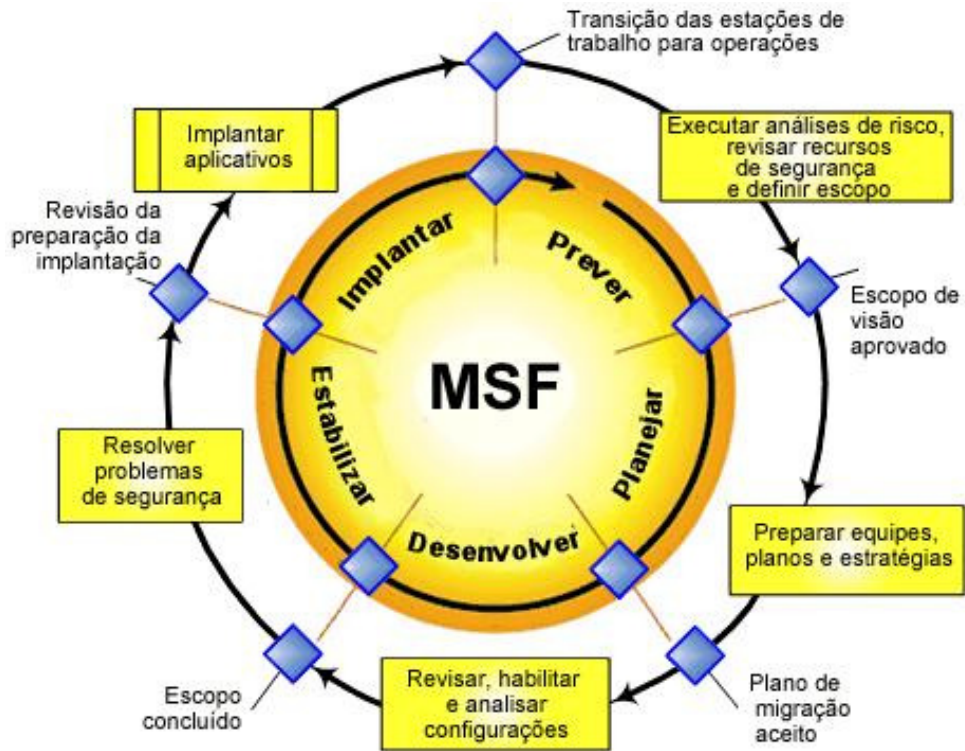 Transição das estações de
trabalho para operações
Executar análises de risco,
revisar recursos
de segurança
e definir escopo
Escopo de
visão
aprovado
Preparar equipes,
planos e estratégias
Plano de
migração
aceito
Revisar, habilitar
e analisar
configurações
Escopo
concluído
Resolver
problemas
de segurança
Revisão da
preparação da
implantação
Implantar
aplicativos
MSF
Prever
Planejar
Desenvolver
Estabilizar
Implantar